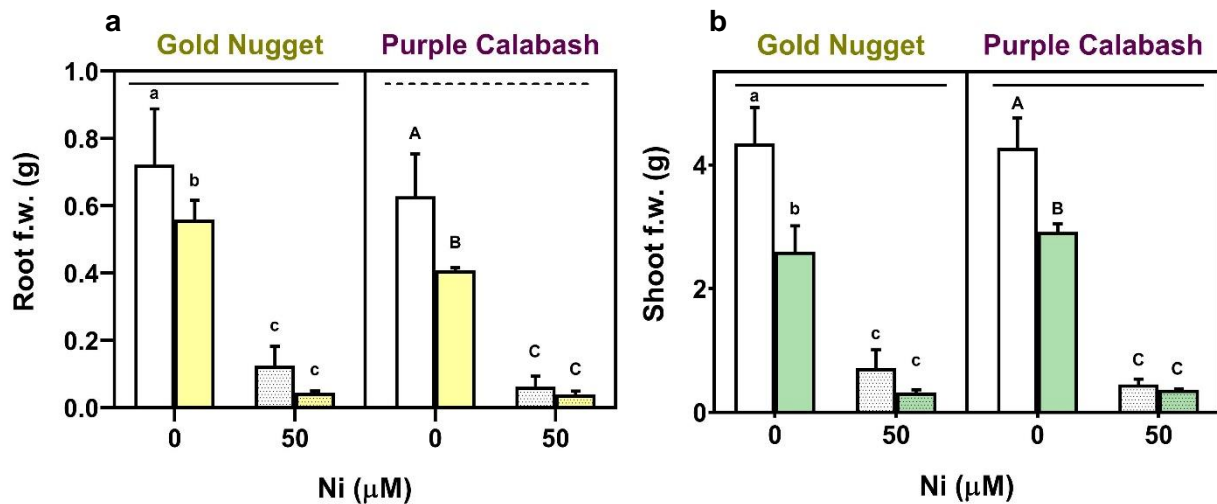 a
Gold Nugget Purple Calabash
Root f.w. (g)
1.0
0.8
0.6
0.4
0.2
0.0
a
b
c
c
A
B
C
C
0 50 0 50
b
Gold Nugget Purple Calabash
Shoot f.w. (g)
4
2
0
a
b
c
c
A
B
C
C
0 50 0 50
Ni (μM) Ni (μM)